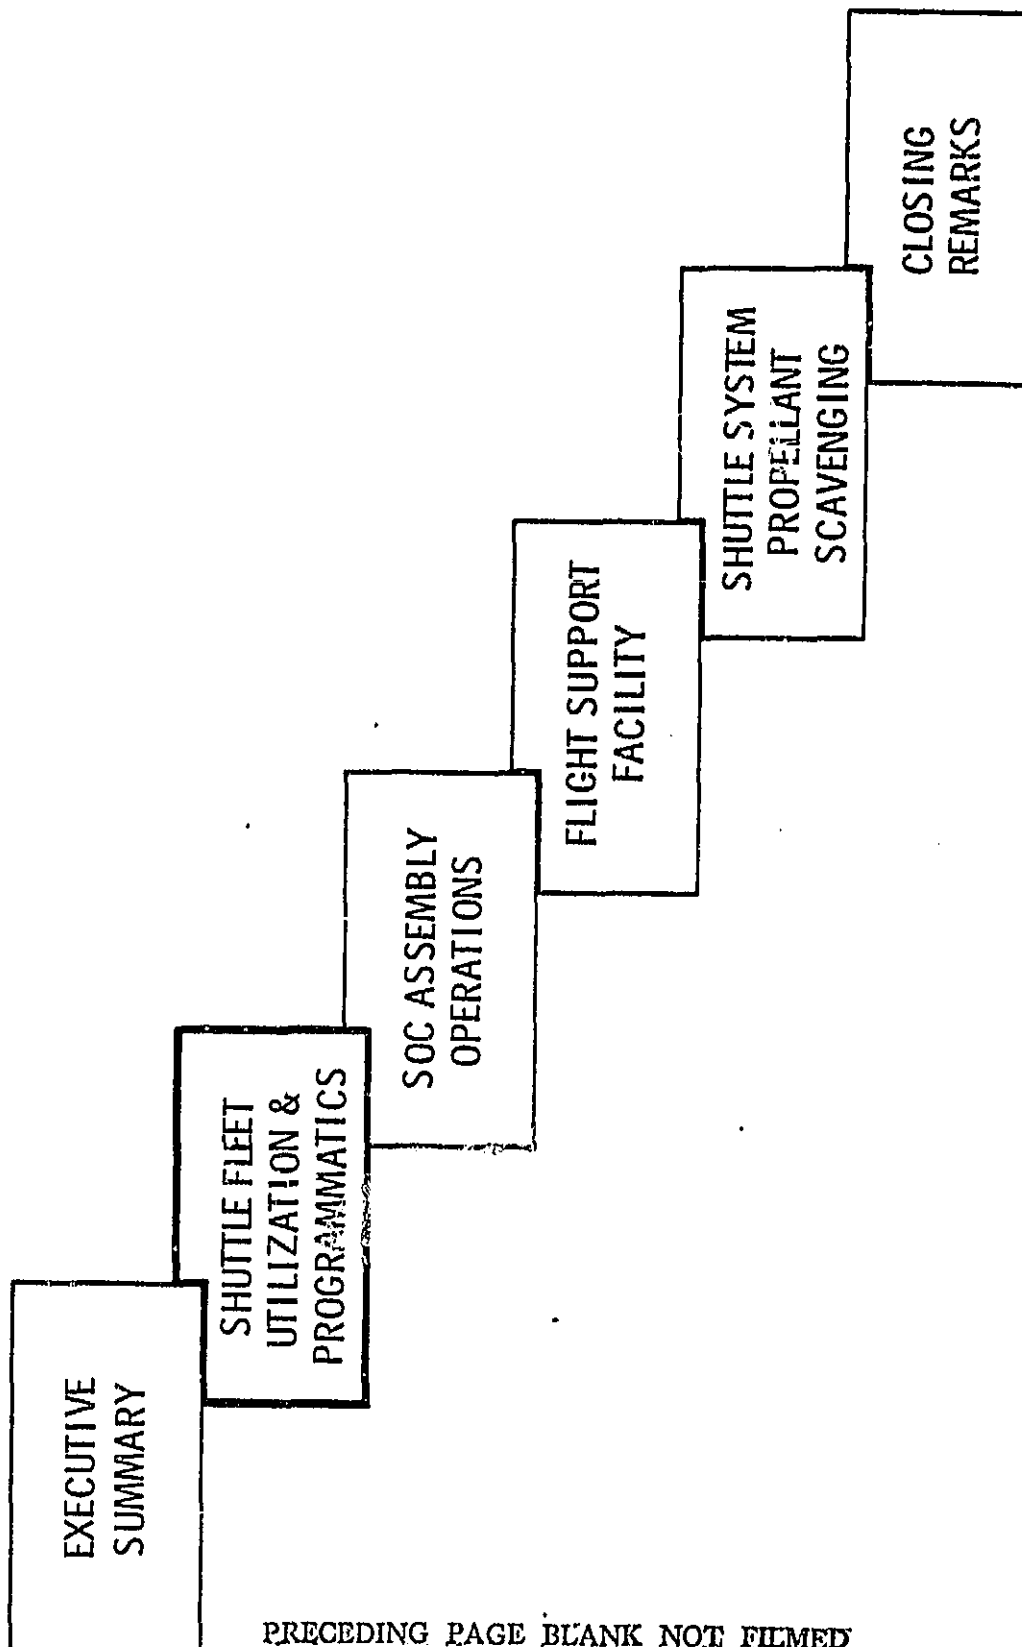 EXECUTIVE
SUMMARY
SHUTTLE FLEET
UTILIZATION &
PROGRAMMATICS
SOC ASSEMBLY
OPERATIONS
FLIGHT SUPPORT
FACILITY
SHUTTLE SYSTEM
PROPELLANT
SCAVENGING
CLOSING
REMARKS
PRECEDING PAGE BLANK NOT FILMED